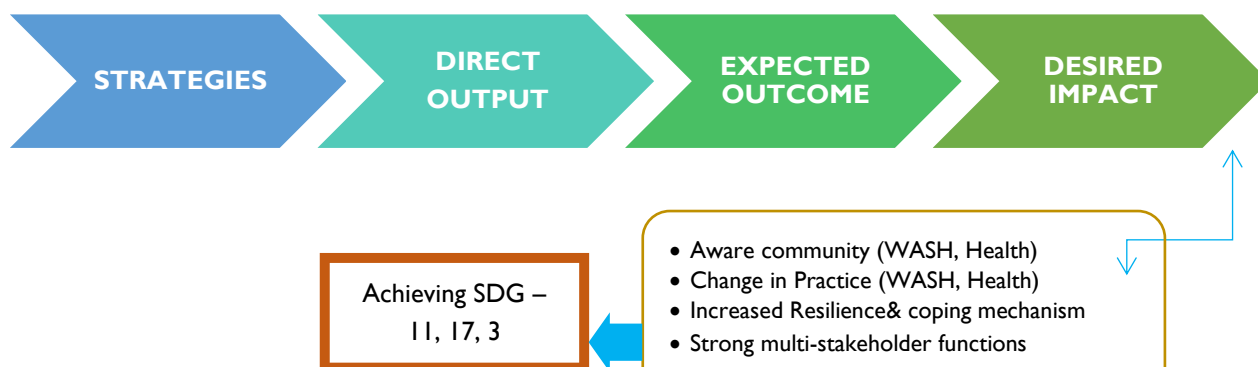 STRATEGIES
DIRECT
OUTPUT
EXPECTED
OUTCOME
DESIRED
IMPACT
Achieving SDG –
11, 17, 3
• Aware community (WASH, Health)
• Change in Practice (WASH, Health)
• Increased Resilience& coping mechanism
• Strong multi-stakeholder functions